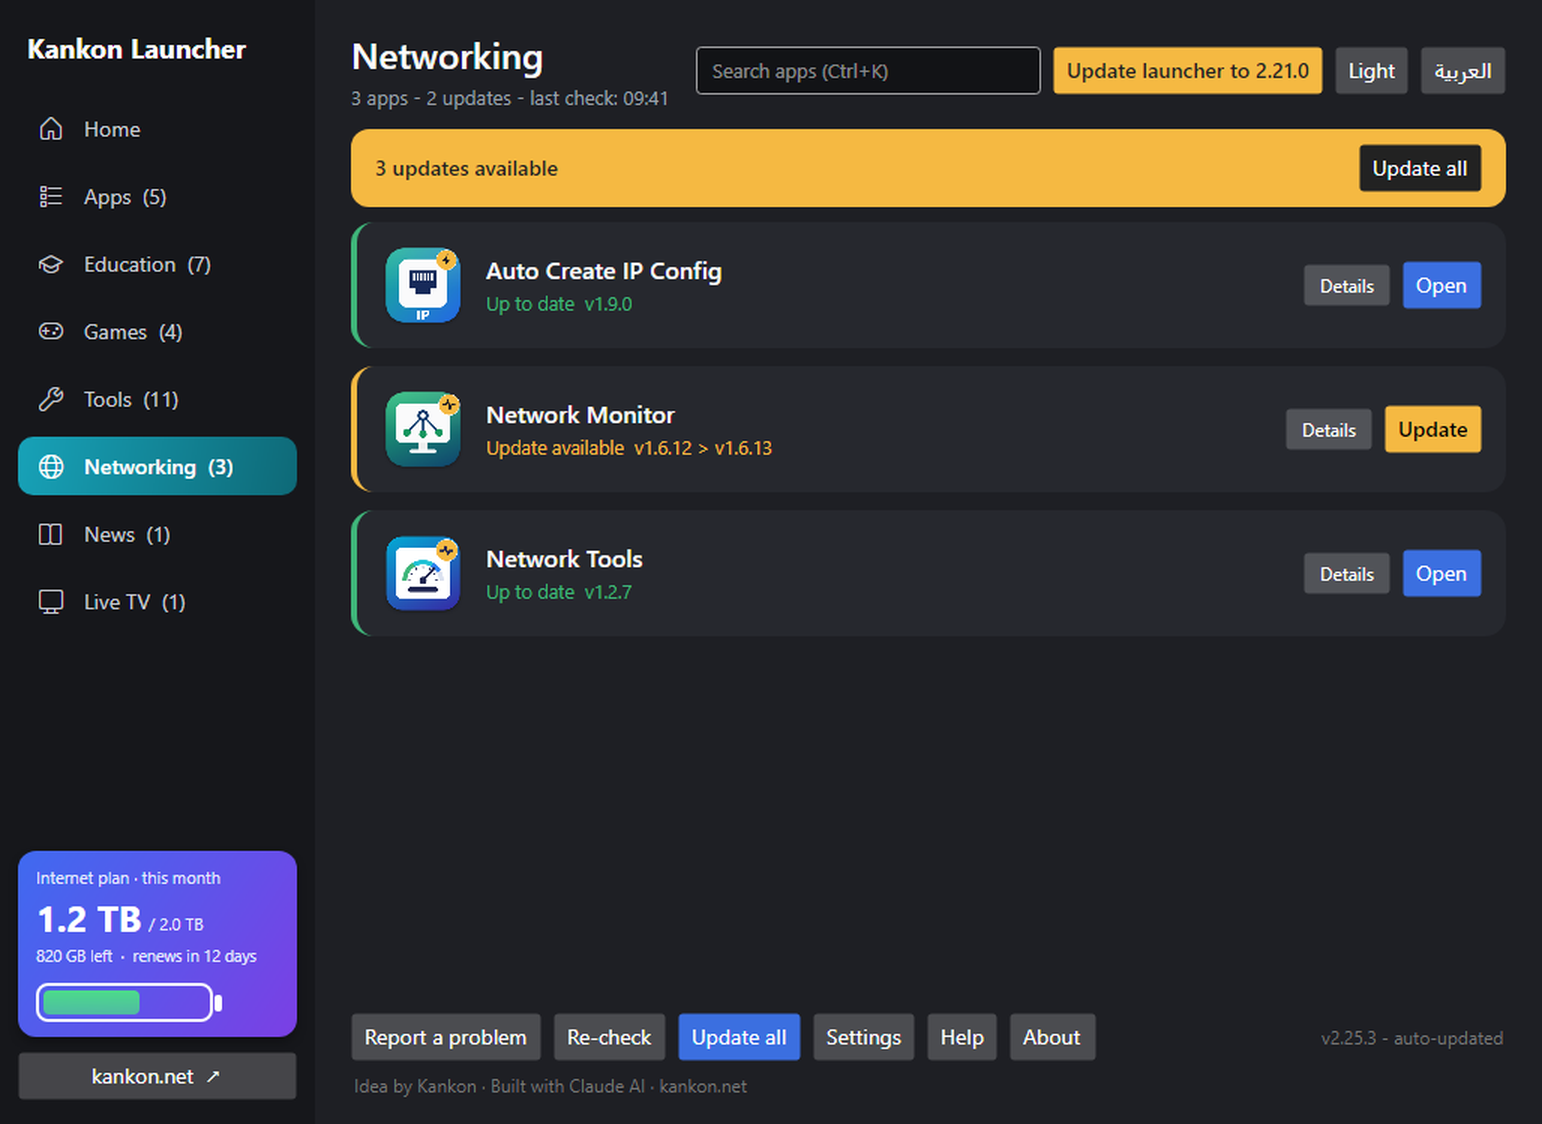 Kankon Launcher
Home
Apps (5)
Education (7)
Games (4)
Tools (11)
Networking (3)
News (1)
Live TV (1)
Internet plan · this month
1.2 TB / 2.0 TB
820 GB left · renews in 12 days
kankon.net ↗
Networking
3 apps - 2 updates - last check: 09:41
Search apps (Ctrl+K)
Update launcher to 2.21.0
Light
العربية
3 updates available
Update all
IP
Auto Create IP Config
Up to date v1.9.0
Details
Open
Network Monitor
Update available v1.6.12 > v1.6.13
Details
Update
Network Tools
Up to date v1.2.7
Details
Open
Report a problem
Re-check
Update all
Settings
Help
About
v2.25.3 - auto-updated
Idea by Kankon · Built with Claude AI · kankon.net